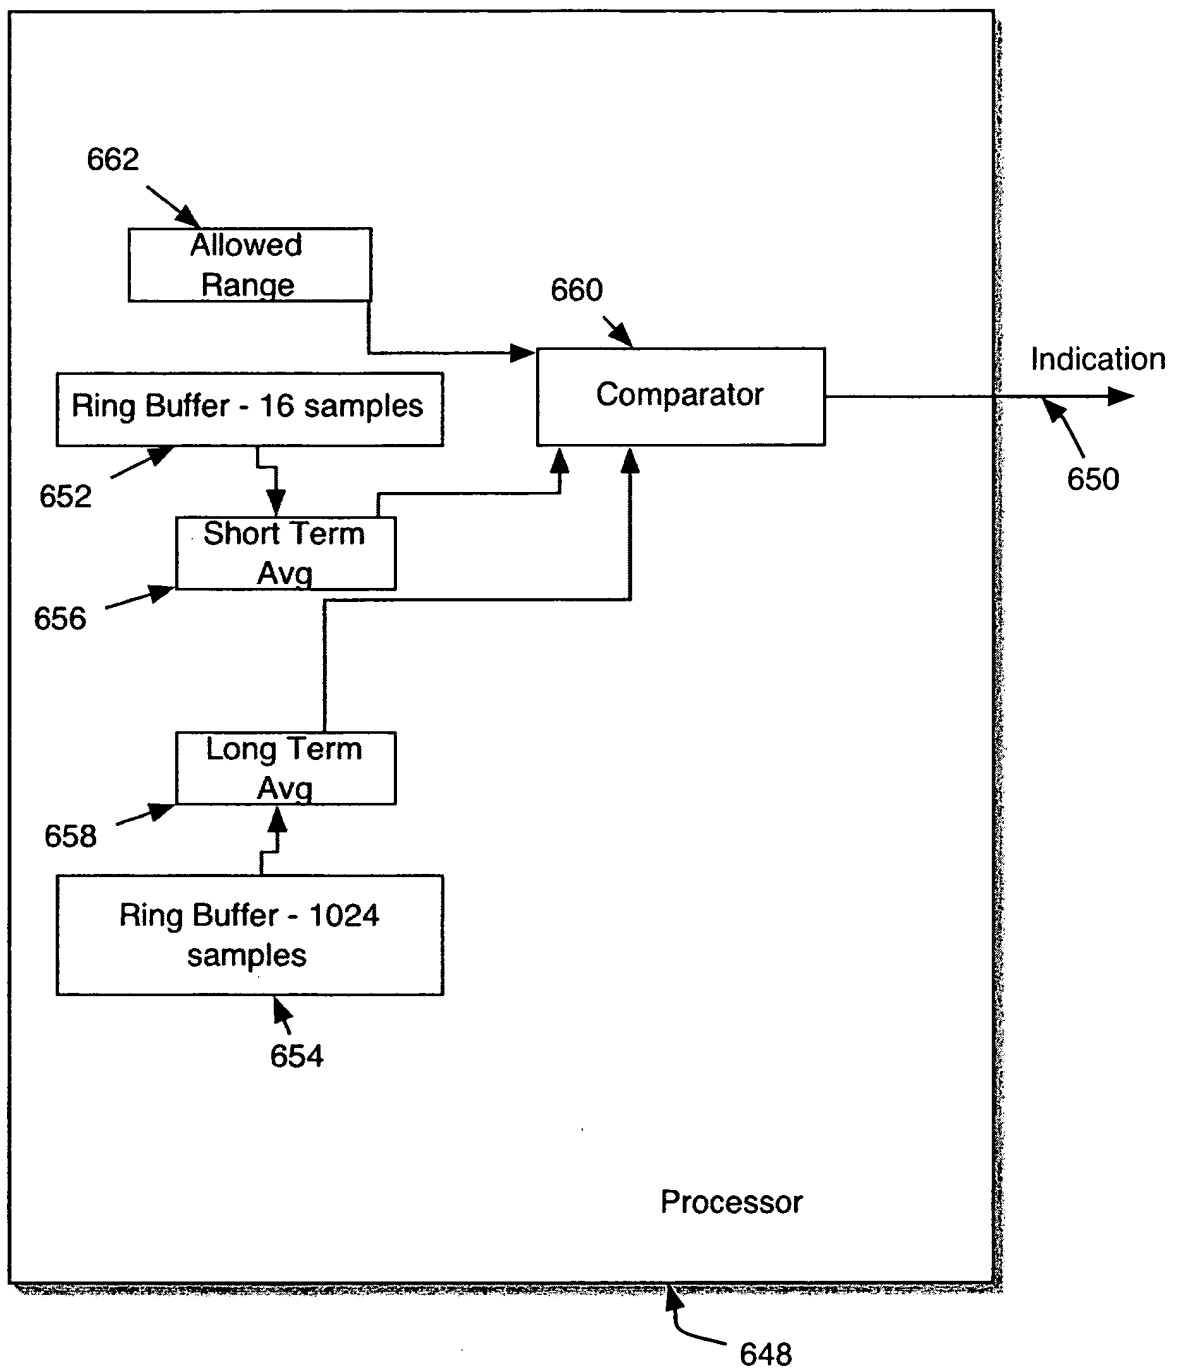 662
Allowed
Range
660
Comparator
Indication
650
Ring Buffer - 16 samples
652
Short Term
Avg
656
Long Term
Avg
658
Ring Buffer - 1024
samples
654
Processor
648